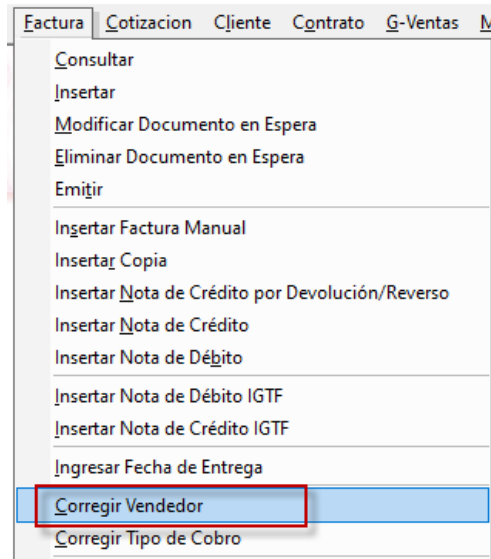 Factura Cotizacion Cliente Contrato G-Ventas M
Consultar
Insertar
Modificar Documento en Espera
Eliminar Documento en Espera
Emitir
Insertar Factura Manual
Insertar Copia
Insertar Nota de Crédito por Devolución/Reverso
Insertar Nota de Crédito
Insertar Nota de Débito
Insertar Nota de Débito IGTF
Insertar Nota de Crédito IGTF
Ingresar Fecha de Entrega
Corregir Vendedor
Corregir Tipo de Cobro